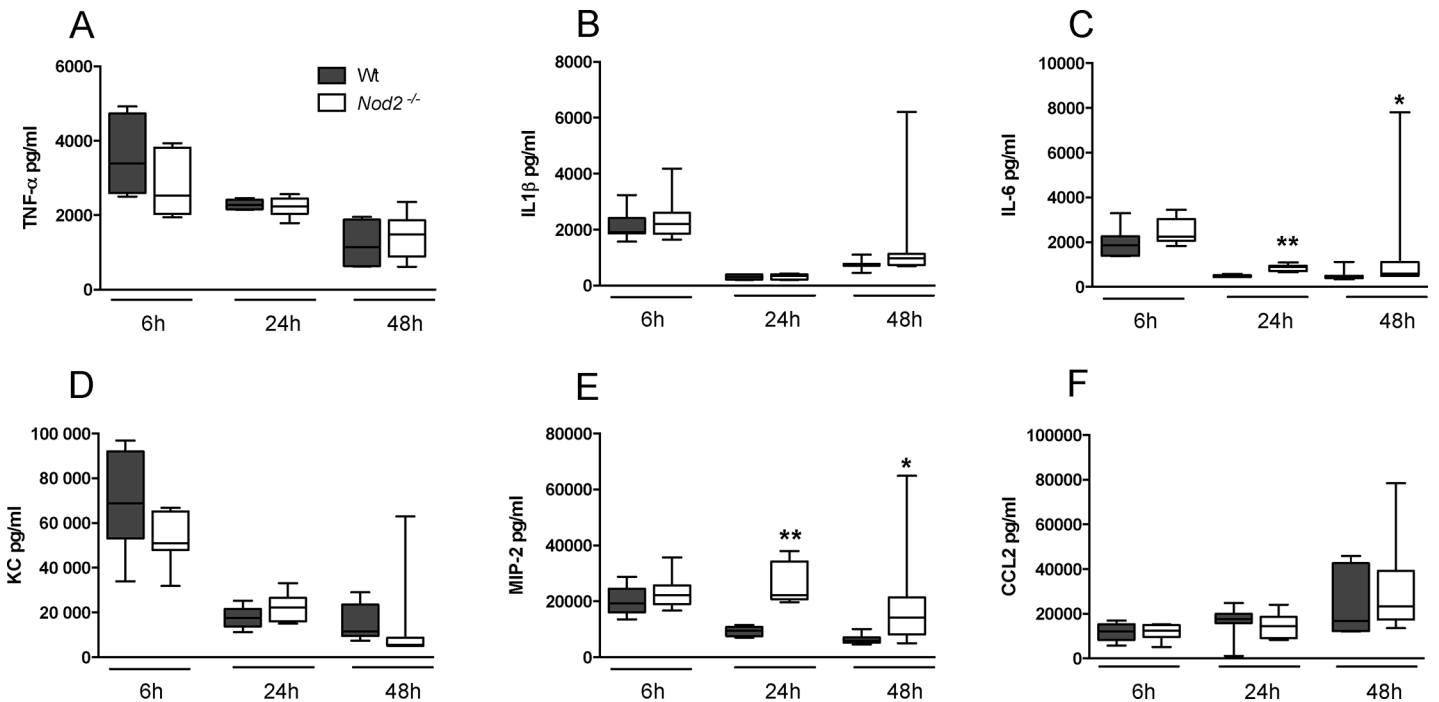 A
TNF-α pg/ml
6000
4000
2000
0
6h
24h
48h
Wt
Nod2 -/-
B
IL1β pg/ml
8000
6000
4000
2000
0
6h
24h
48h
C
IL-6 pg/ml
10000
8000
6000
4000
2000
0
**
*
6h
24h
48h
D
KC pg/ml
100 000
80 000
60 000
40 000
20 000
0
6h
24h
48h
E
MIP-2 pg/ml
80000
60000
40000
20000
0
**
*
6h
24h
48h
F
CCL2 pg/ml
100000
80000
60000
40000
20000
0
6h
24h
48h